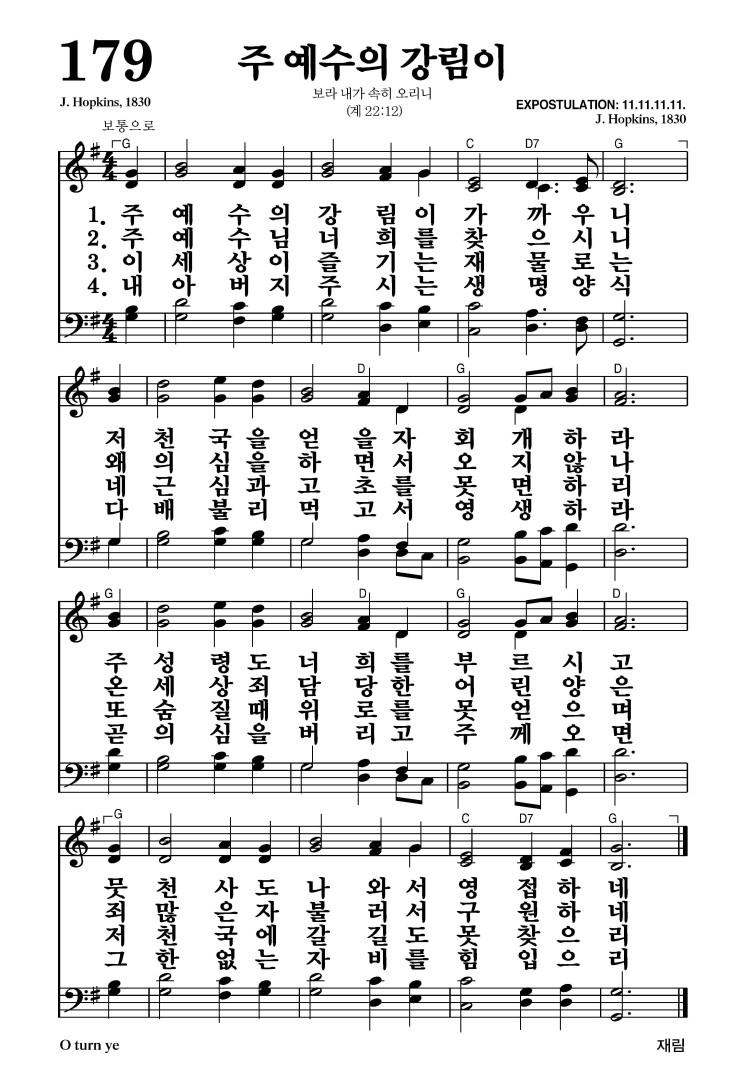 179
주 예수의 강림이
보라 내가 속히 오리니
(계 22:12)
J. Hopkins, 1830
EXPOSTULATION: 11.11.11.11.
J. Hopkins, 1830
보통으로
G C D7 G
1. 주 예 수 의 강 림 이 가 까 우 니
2. 주 예 수 님 너 희 를 찾 으 시 니
3. 이 세 상 이 즐 기 는 재 물 로 는
4. 내 아 버 지 주 시 는 생 명 양 식
D G D
저 천 국 을 얻 을 자 회 개 하 라
왜 의 심 을 하 면 서 오 지 않 나
네 근 심 과 고 초 를 못 면 하 리
다 배 불 리 먹 고 서 영 생 하 라
G D G D
주 성 령 도 너 희 를 부 르 시 고
온 세 상 죄 담 당 한 어 린 양 은
또 숨 질 때 위 로 를 못 얻 으 며
곧 의 심 을 버 리 고 주 께 오 면
G C D7 G
뭇 천 사 도 나 와 서 영 접 하 네
죄 많 은 자 불 러 서 구 원 하 네
저 천 국 에 갈 길 도 못 찾 으 리
그 한 없 는 자 비 를 힘 입 으 리
O turn ye
재림